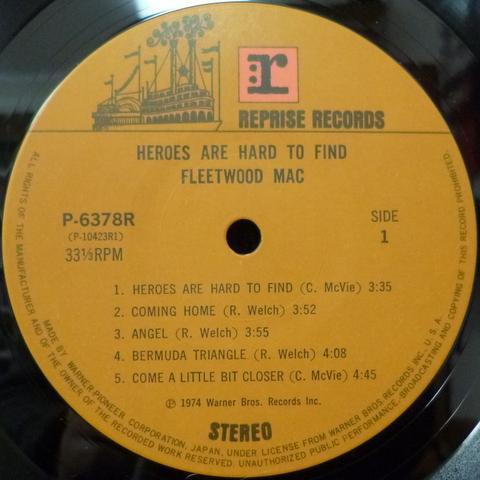 r
REPRISE RECORDS
HEROES ARE HARD TO FIND
FLEETWOOD MAC
P-6378R
(P-10423R1)
33⅓RPM
SIDE
1
1. HEROES ARE HARD TO FIND (C. McVie) 3:35
2. COMING HOME (R. Welch) 3:52
3. ANGEL (R. Welch) 3:55
4. BERMUDA TRIANGLE (R. Welch) 4:08
5. COME A LITTLE BIT CLOSER (C. McVie) 4:45
Ⓟ 1974 Warner Bros. Records Inc.
STEREO
MADE BY WARNER-PIONEER CORPORATION, JAPAN, UNDER LICENSE FROM WARNER BROS. RECORDS INC. U. S. A.
ALL RIGHTS OF THE MANUFACTURER AND OF THE OWNER OF THE RECORDED WORK RESERVED. UNAUTHORIZED PUBLIC PERFORMANCE·BROADCASTING AND COPYING OF THIS RECORD PROHIBITED.